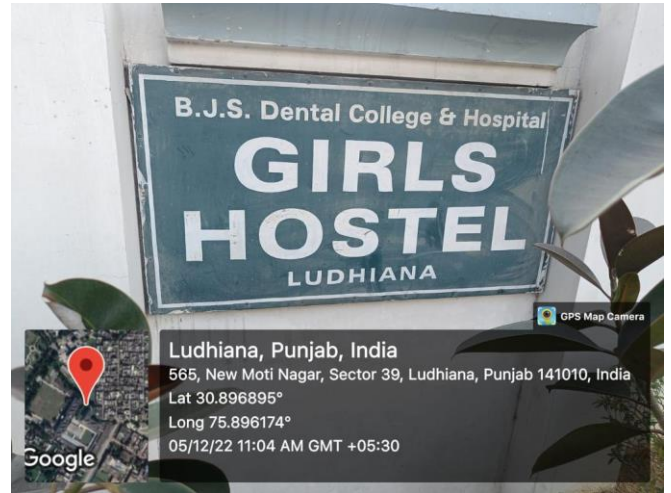 B.J.S. Dental College & Hospital
GIRLS
HOSTEL
LUDHIANA
GPS Map Camera
Ludhiana, Punjab, India
565, New Moti Nagar, Sector 39, Ludhiana, Punjab 141010, India
Lat 30.896895°
Long 75.896174°
05/12/22 11:04 AM GMT +05:30
Google